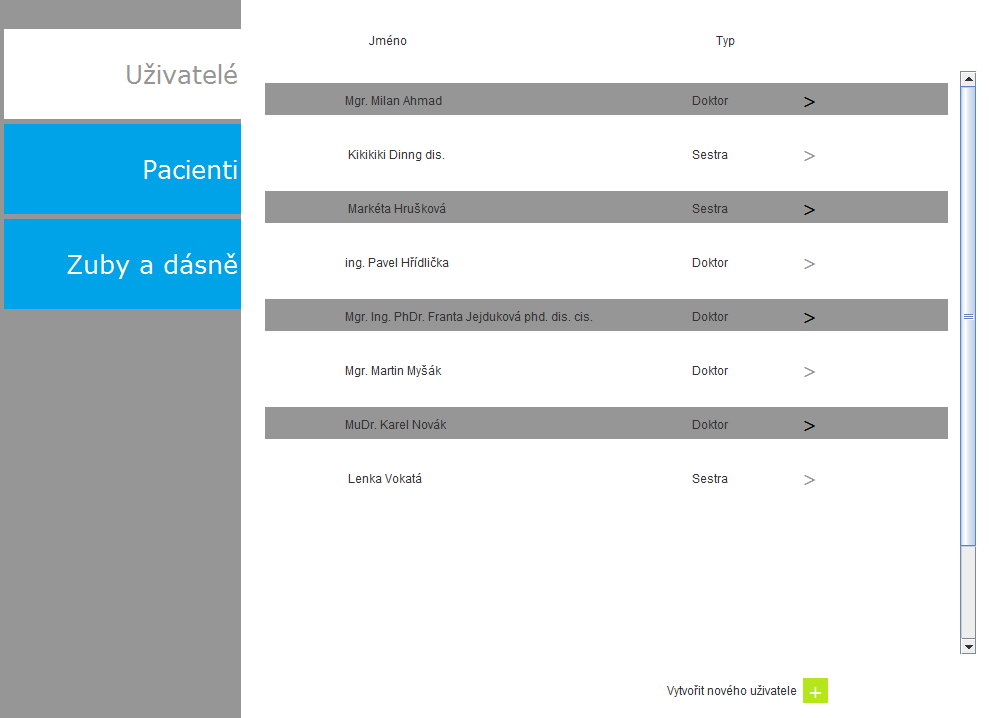 Uživatelé
Pacienti
Zuby a dásně
Jméno Typ
Mgr. Milan Ahmad Doktor >
Kikikiki Dinng dis. Sestra >
Markéta Hrušková Sestra >
ing. Pavel Hřídlička Doktor >
Mgr. Ing. PhDr. Franta Jejduková phd. dis. cis. Doktor >
Mgr. Martin Myšák Doktor >
MuDr. Karel Novák Doktor >
Lenka Vokatá Sestra >
Vytvořit nového uživatele +